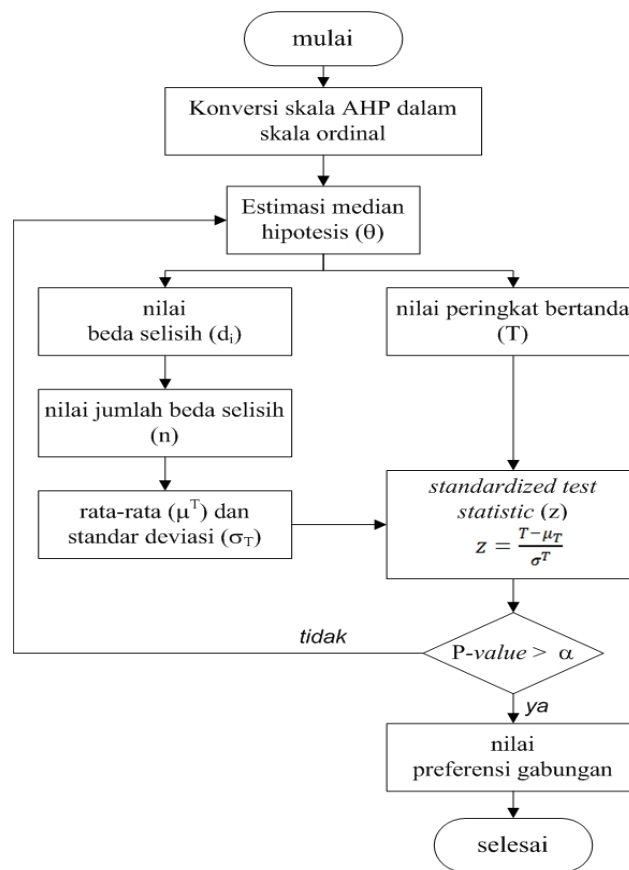 mulai
Konversi skala AHP dalam
skala ordinal
Estimasi median
hipotesis (θ)
nilai
beda selisih (dᵢ)
nilai peringkat bertanda
(T)
nilai jumlah beda selisih
(n)
rata-rata (μᵀ) dan
standar deviasi (σ_T)
standardized test
statistic (z)
z = (T−μ_T)/σᵀ
tidak
P-value > α
ya
nilai
preferensi gabungan
selesai